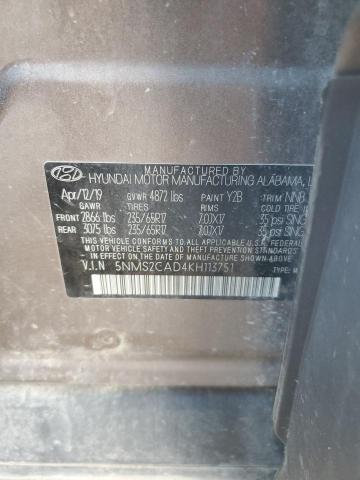 MANUFACTURED BY
HYUNDAI MOTOR MANUFACTURING ALABAMA, L
Apr/12/19 GVWR 4872 lbs PAINT Y2B TRIM NNB
GAWR TIRES RIMS
FRONT 2866 lbs 235/65R17 7.0JX17 35 psi SING
REAR 3075 lbs 235/65R17 7.0JX17 35 psi SING
THIS VEHICLE CONFORMS TO ALL APPLICABLE U.S.A. FEDERAL
MOTOR VEHICLE SAFETY AND THEFT PREVENTION STANDARDS
IN EFFECT ON THE DATE OF MANUFACTURE SHOWN ABOVE.
V.I.N 5NMS2CAD4KH113751 TYPE: M